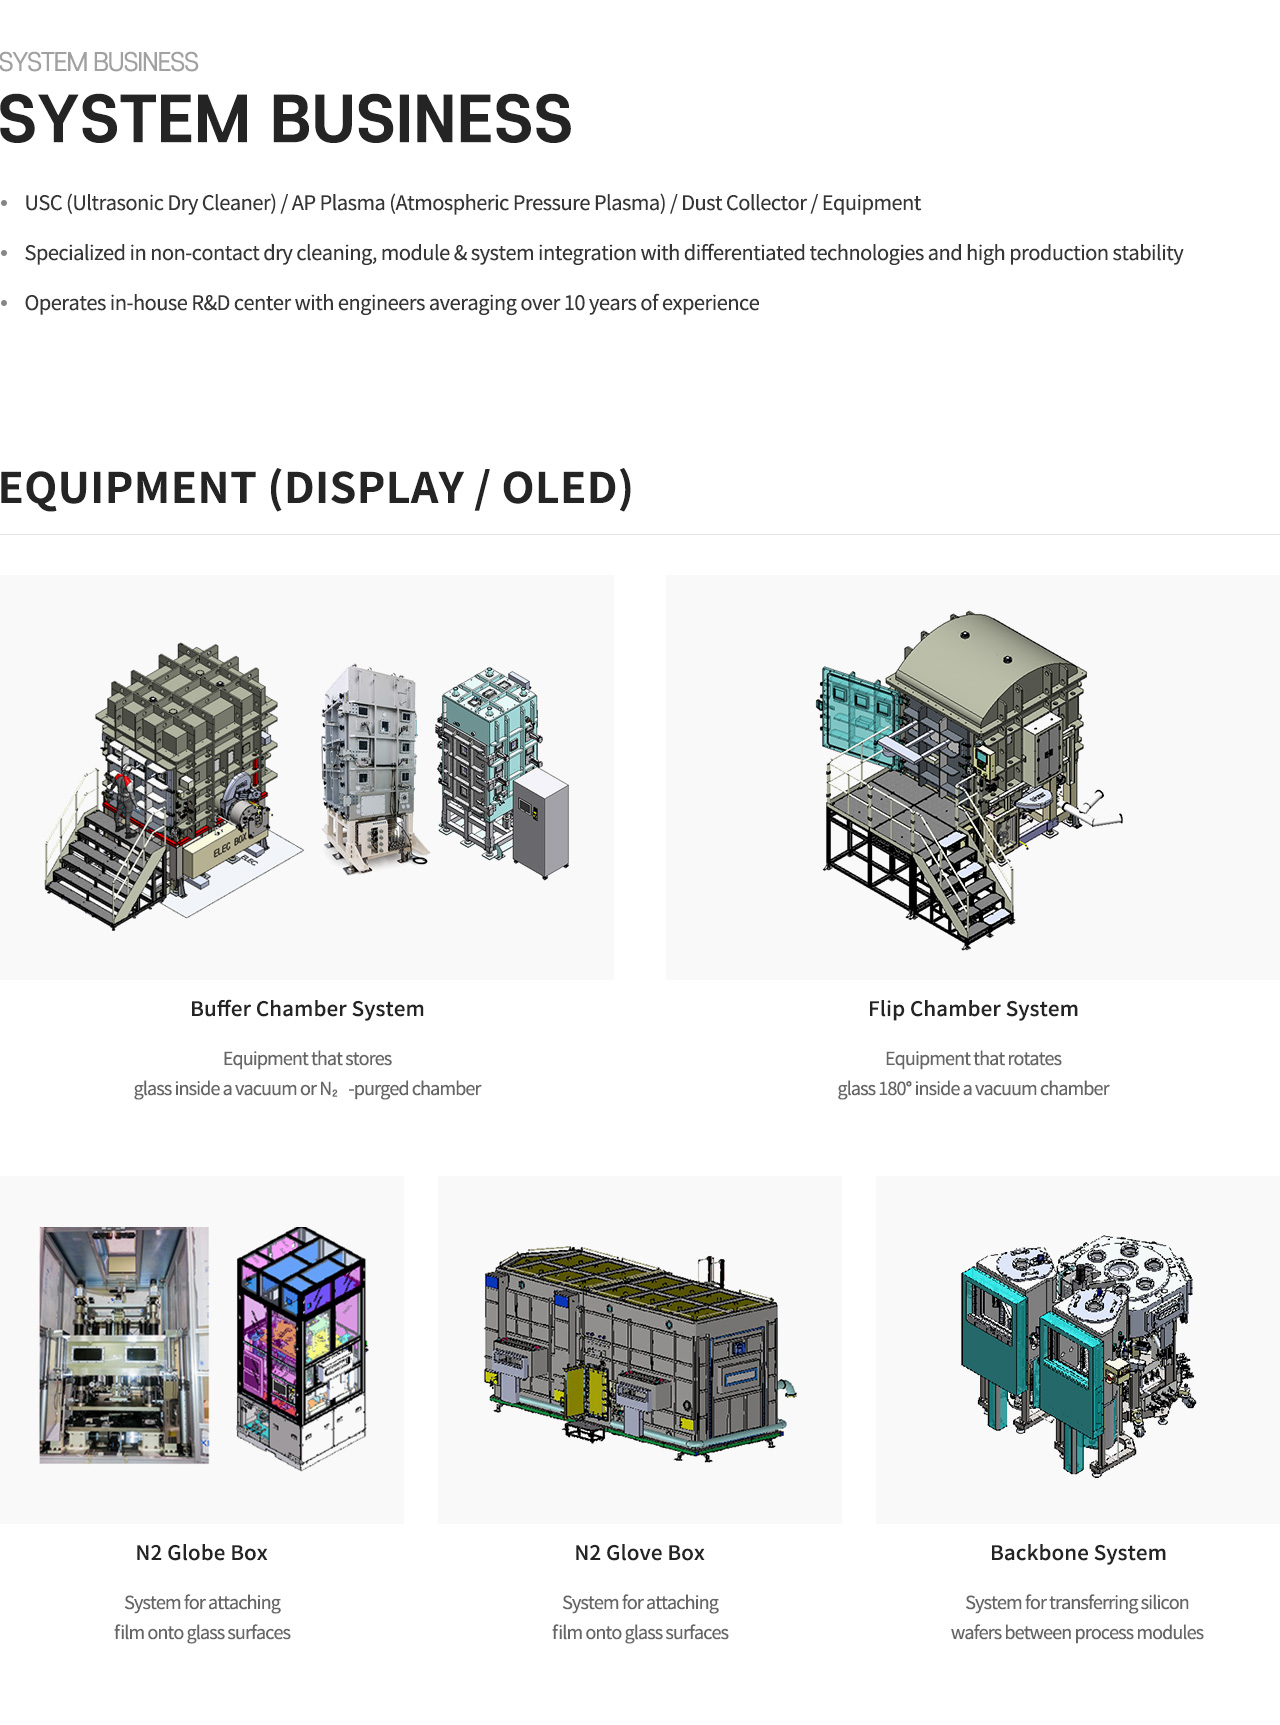 SYSTEM BUSINESS
SYSTEM BUSINESS
• USC (Ultrasonic Dry Cleaner) / AP Plasma (Atmospheric Pressure Plasma) / Dust Collector / Equipment
• Specialized in non-contact dry cleaning, module & system integration with differentiated technologies and high production stability
• Operates in-house R&D center with engineers averaging over 10 years of experience
EQUIPMENT (DISPLAY / OLED)
ELEC BOX
ELEC
Buffer Chamber System
Equipment that stores
glass inside a vacuum or N₂ -purged chamber
Flip Chamber System
Equipment that rotates
glass 180° inside a vacuum chamber
N2 Globe Box
System for attaching
film onto glass surfaces
N2 Glove Box
System for attaching
film onto glass surfaces
Backbone System
System for transferring silicon
wafers between process modules